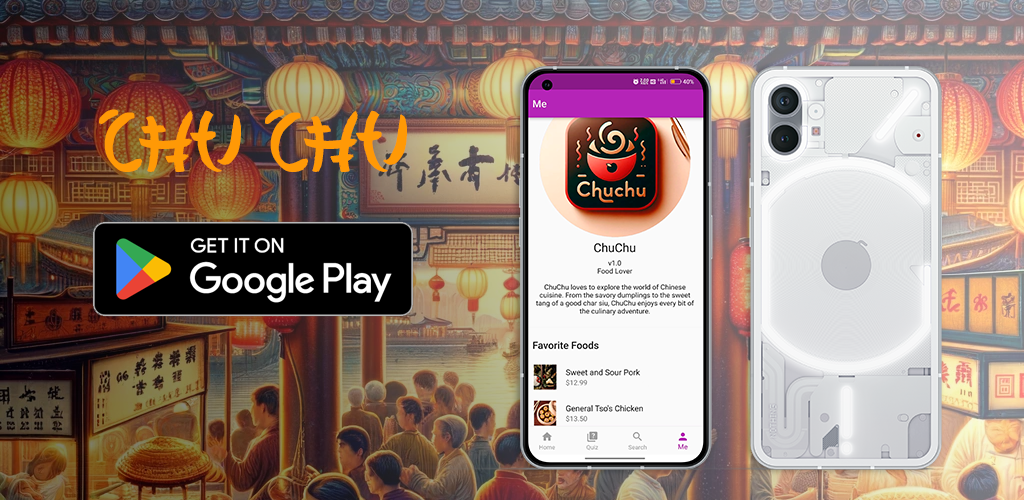 CHU CHU
GET IT ON
Google Play
40%
Me
Chuchu
ChuChu
v1.0
Food Lover
ChuChu loves to explore the world of Chinese
cuisine. From the savory dumplings to the sweet
tang of a good char siu, ChuChu enjoys every bit of
the culinary adventure.
Favorite Foods
Sweet and Sour Pork
$12.99
General Tso's Chicken
$13.50
Home
Quiz
Search
Me